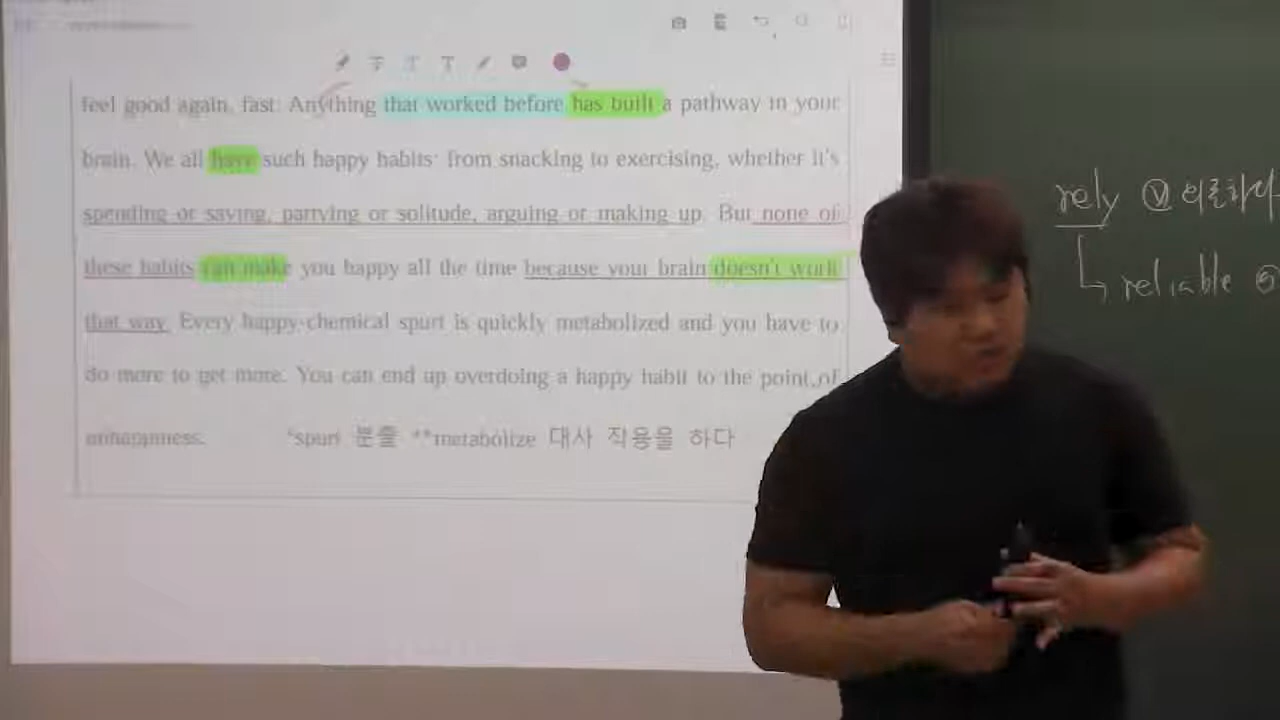 feel good again, fast. Anything that worked before has built a pathway in your
brain. We all have such happy habits: from snacking to exercising, whether it's
spending or saving, partying or solitude, arguing or making up. But none of
these habits can make you happy all the time because your brain doesn't work
that way. Every happy-chemical spurt is quickly metabolized and you have to
do more to get more. You can end up overdoing a happy habit to the point of
unhappiness. *spurt 분출 **metabolize 대사 작용을 하다
rely ⓥ 의존하다
reliable